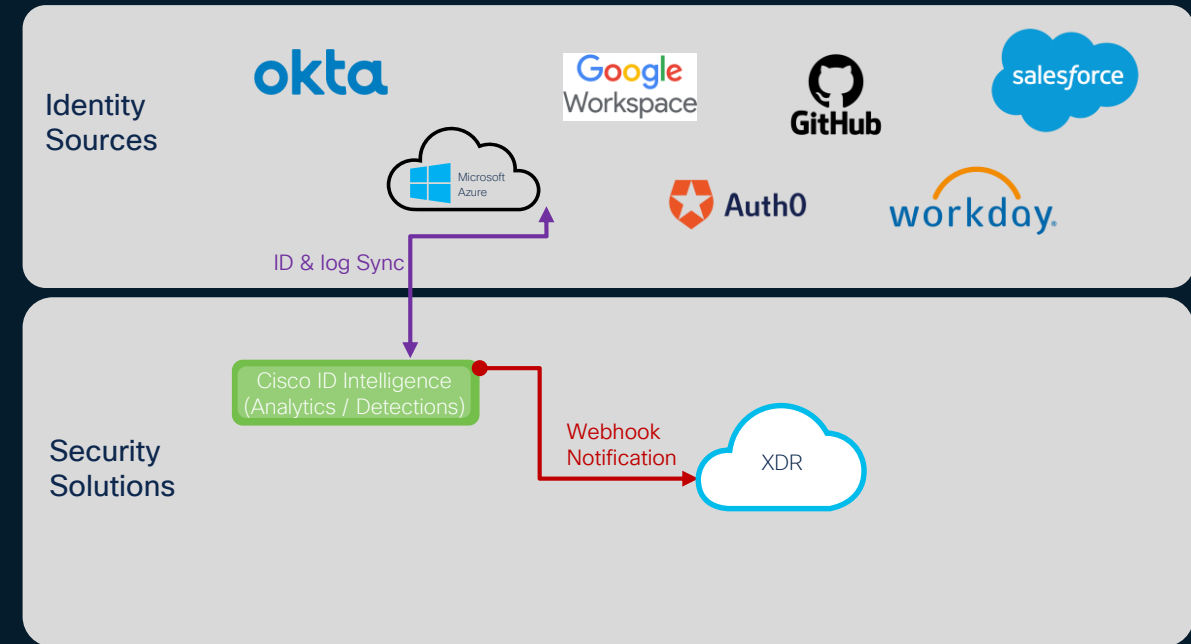 Identity
Sources
okta
Google
Workspace
GitHub
salesforce
Microsoft
Azure
Auth0
workday.
ID & log Sync
Security
Solutions
Cisco ID Intelligence
(Analytics / Detections)
Webhook
Notification
XDR